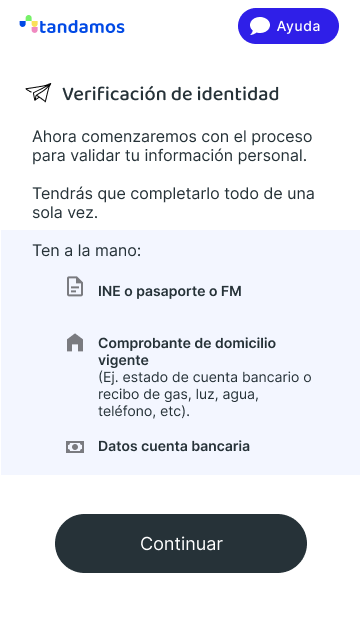 tandamos
Ayuda
Verificación de identidad
Ahora comenzaremos con el proceso
para validar tu información personal.
Tendrás que completarlo todo de una
sola vez.
Ten a la mano:
INE o pasaporte o FM
Comprobante de domicilio
vigente
(Ej. estado de cuenta bancario o
recibo de gas, luz, agua,
teléfono, etc).
Datos cuenta bancaria
Continuar